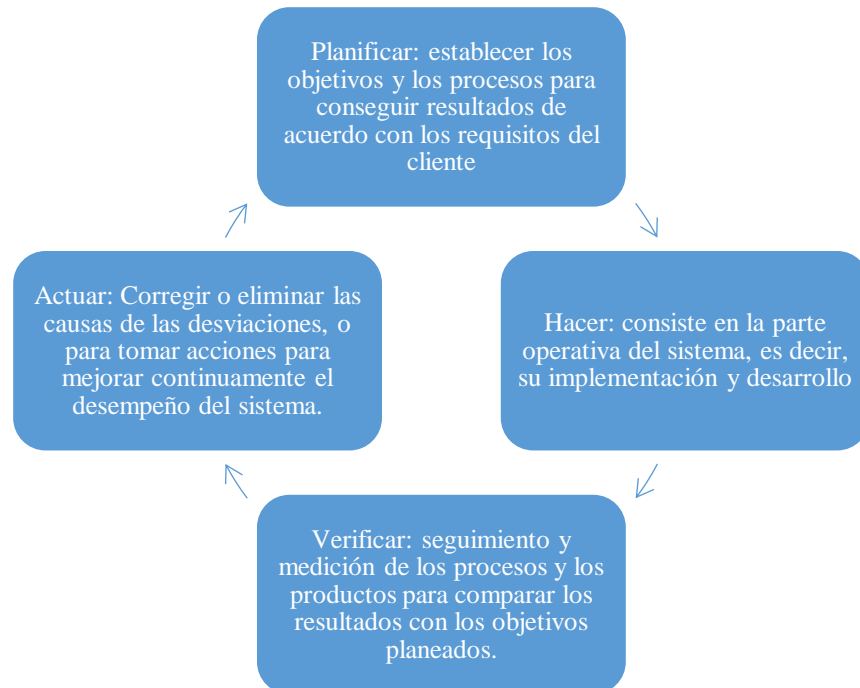 Planificar: establecer los
objetivos y los procesos para
conseguir resultados de
acuerdo con los requisitos del
cliente
Hacer: consiste en la parte
operativa del sistema, es decir,
su implementación y desarrollo
Verificar: seguimiento y
medición de los procesos y los
productos para comparar los
resultados con los objetivos
planeados.
Actuar: Corregir o eliminar las
causas de las desviaciones, o
para tomar acciones para
mejorar continuamente el
desempeño del sistema.